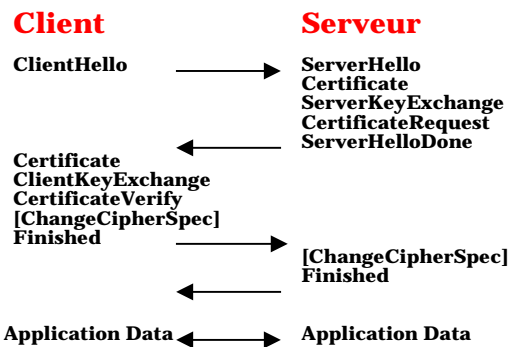 Client
Serveur
ClientHello
ServerHello
Certificate
ServerKeyExchange
CertificateRequest
ServerHelloDone
Certificate
ClientKeyExchange
CertificateVerify
[ChangeCipherSpec]
Finished
[ChangeCipherSpec]
Finished
Application Data
Application Data